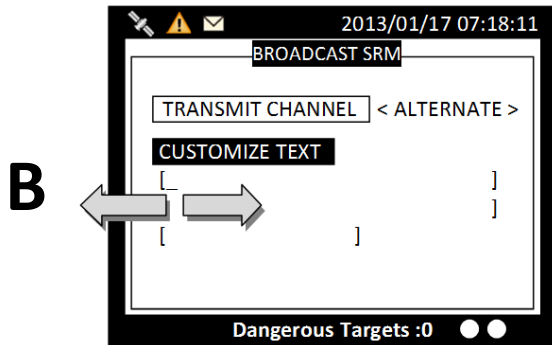 2013/01/17 07:18:11
BROADCAST SRM
TRANSMIT CHANNEL < ALTERNATE >
CUSTOMIZE TEXT
[_ ]
]
B
[ ]
Dangerous Targets :0